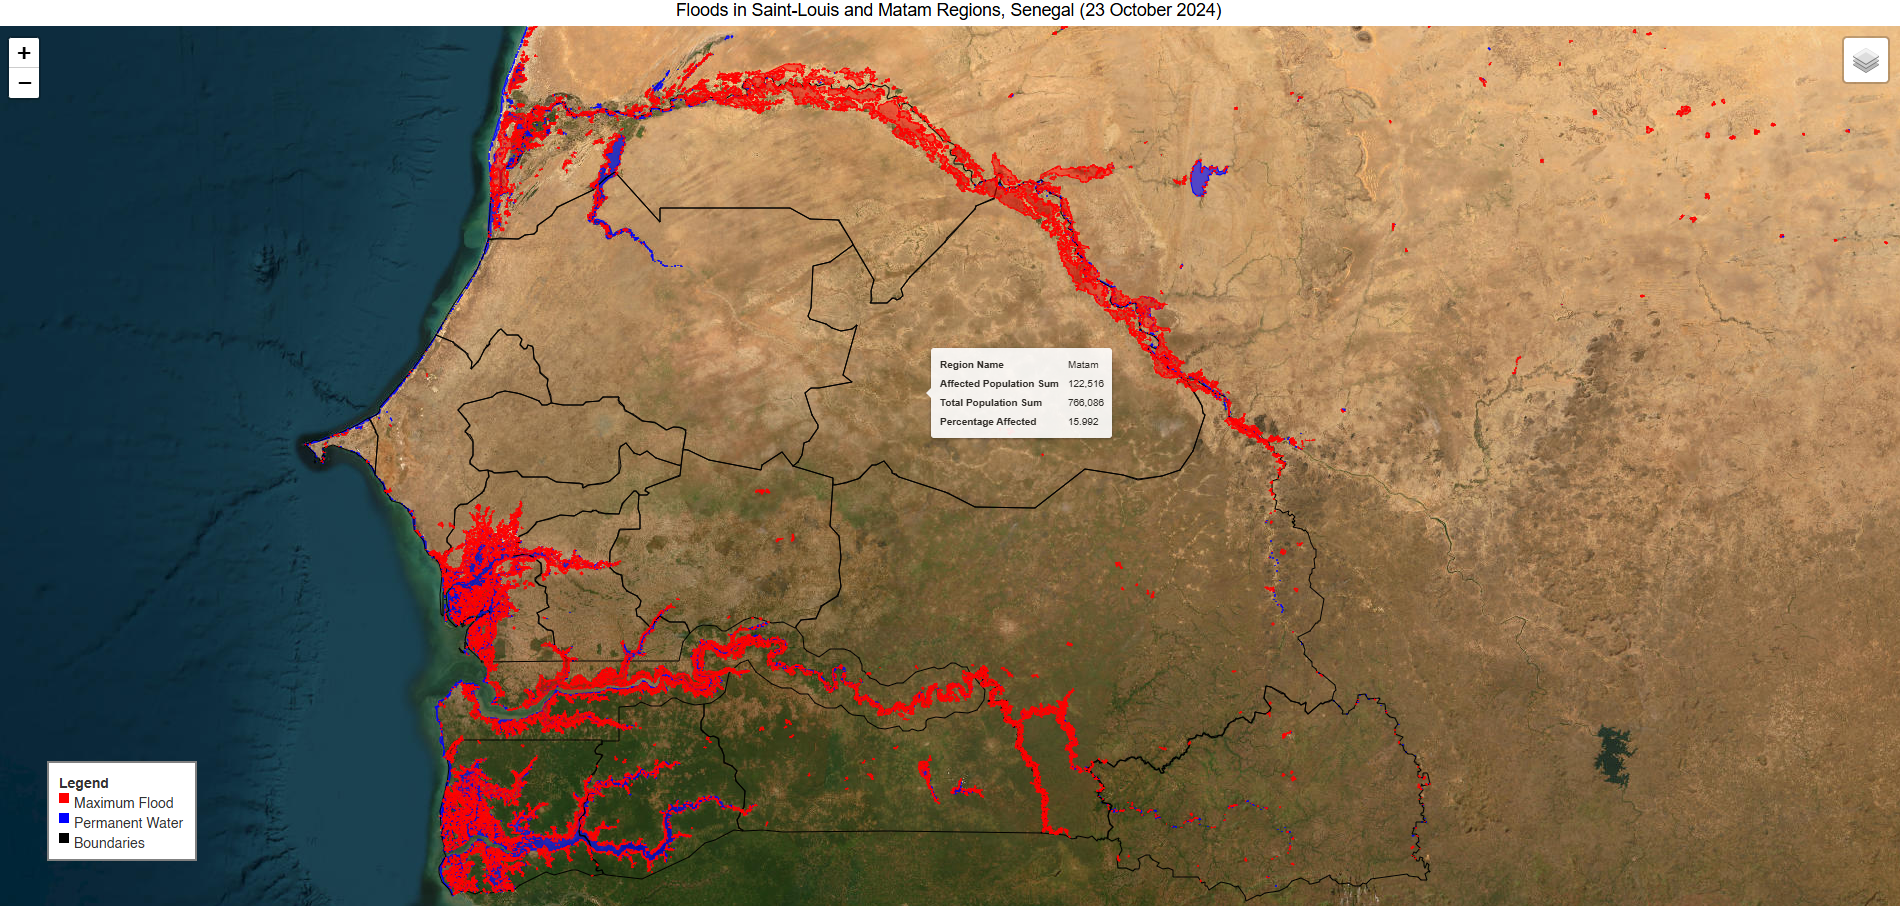 Floods in Saint-Louis and Matam Regions, Senegal (23 October 2024)
+
−
Region Name Matam
Affected Population Sum 122,516
Total Population Sum 766,086
Percentage Affected 15.992
Legend
Maximum Flood
Permanent Water
Boundaries